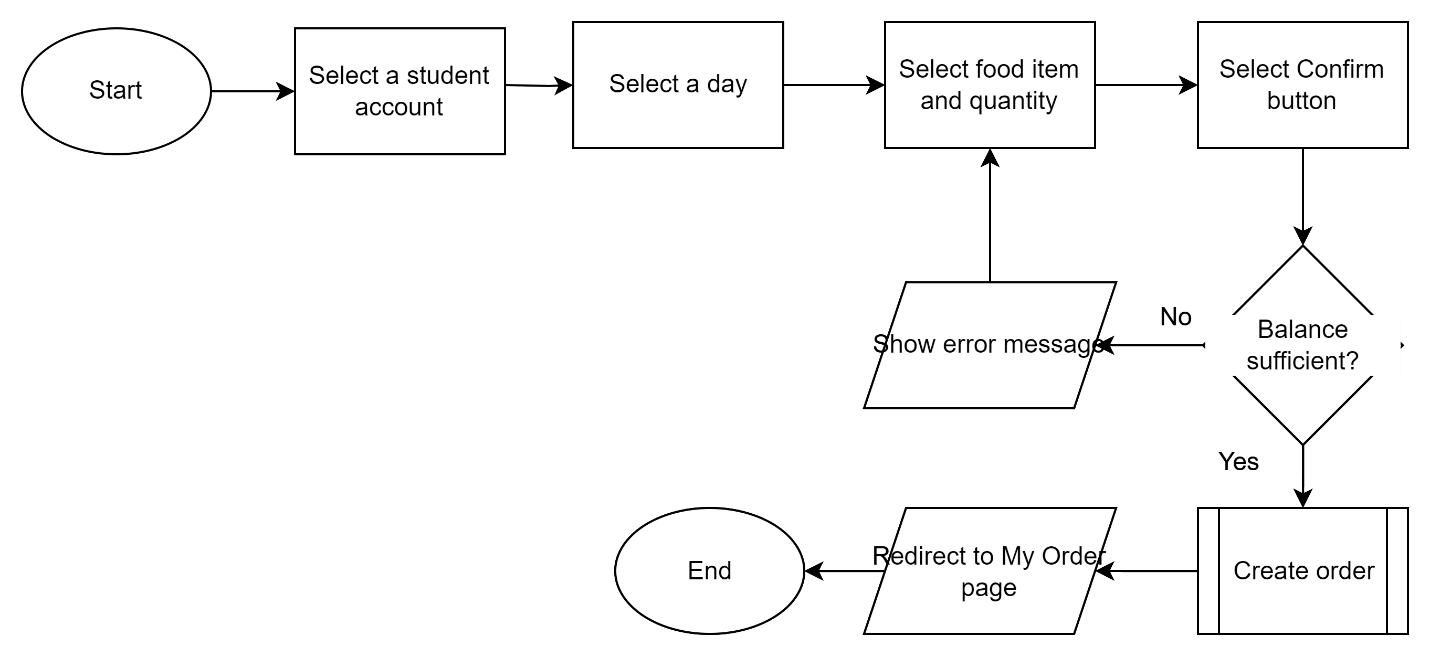 Start
Select a student
account
Select a day
Select food item
and quantity
Select Confirm
button
Show error message
No
Balance
sufficient?
Yes
End
Redirect to My Order
page
Create order